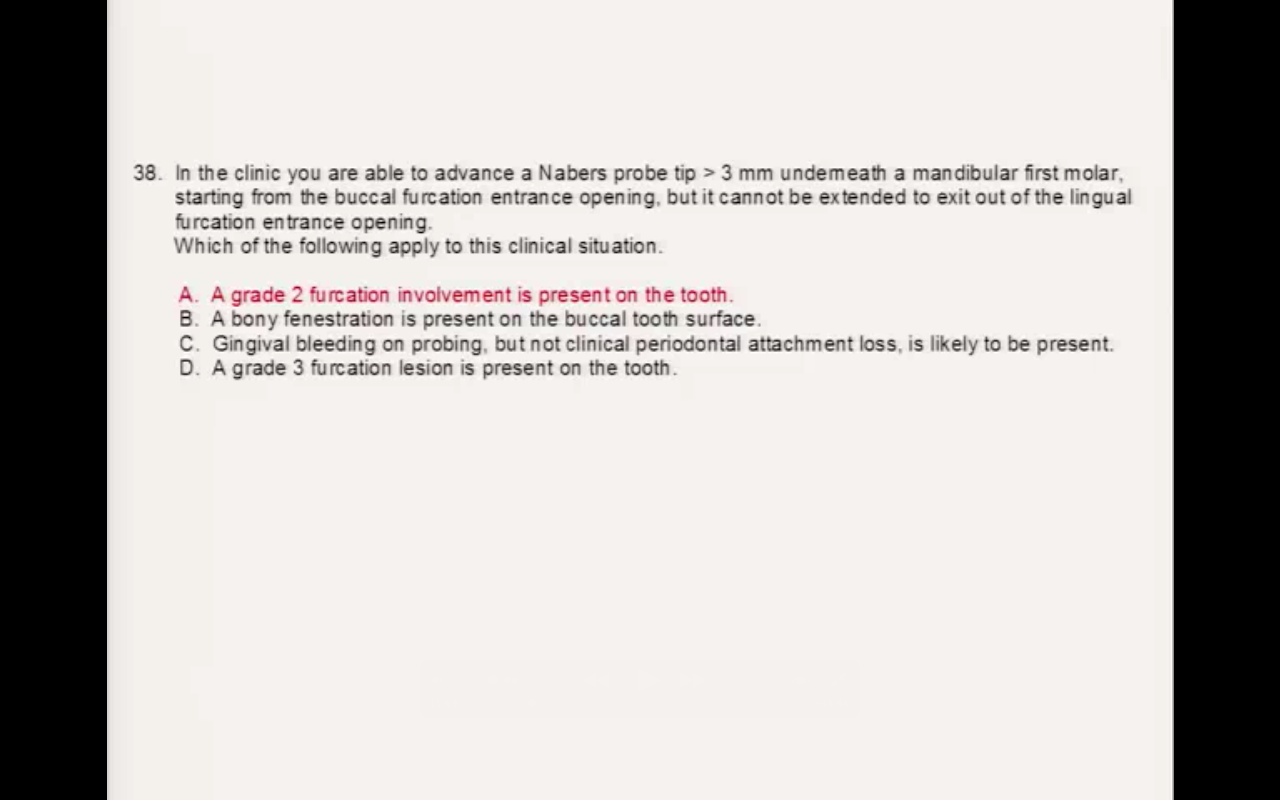 38. In the clinic you are able to advance a Nabers probe tip > 3 mm underneath a mandibular first molar,
starting from the buccal furcation entrance opening, but it cannot be extended to exit out of the lingual
furcation entrance opening.
Which of the following apply to this clinical situation.
A. A grade 2 furcation involvement is present on the tooth.
B. A bony fenestration is present on the buccal tooth surface.
C. Gingival bleeding on probing, but not clinical periodontal attachment loss, is likely to be present.
D. A grade 3 furcation lesion is present on the tooth.